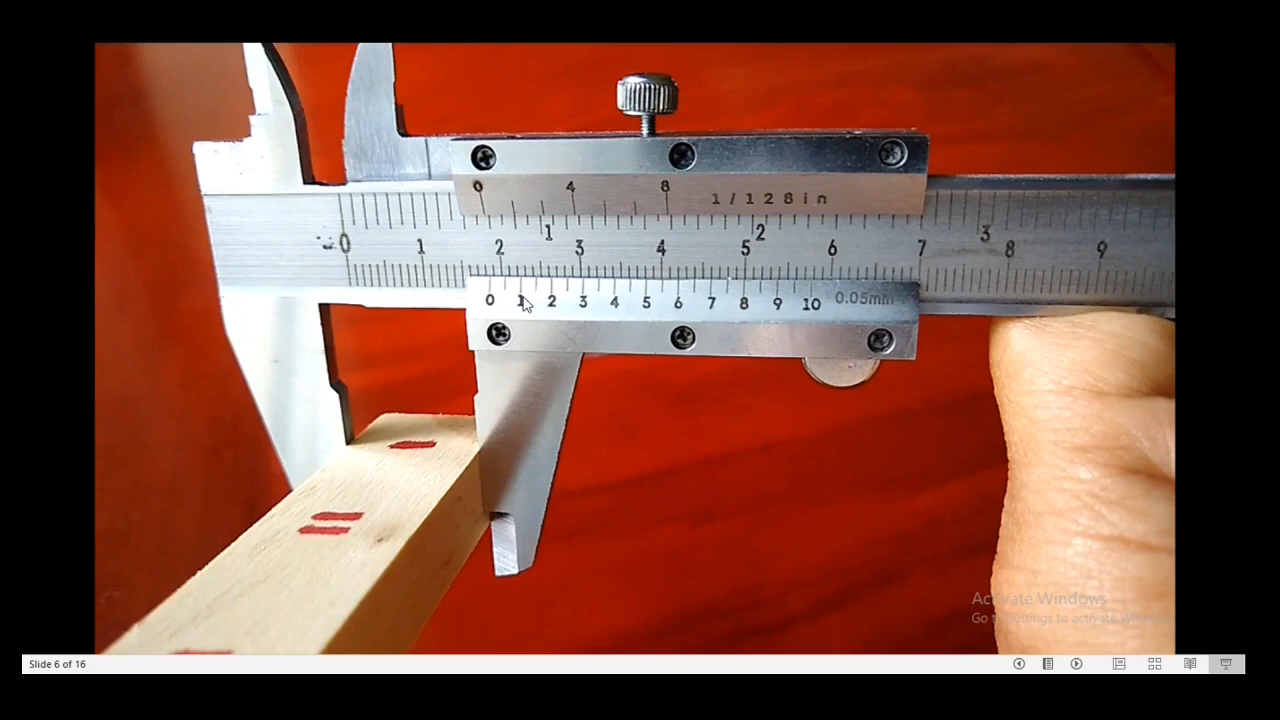 0 4 8
1/128in
1 2 3
0 1 2 3 4 5 6 7 8 9
0 1 2 3 4 5 6 7 8 9 10 0.05mm
Activate Windows
Go to Settings to activate Windows.
Slide 6 of 16